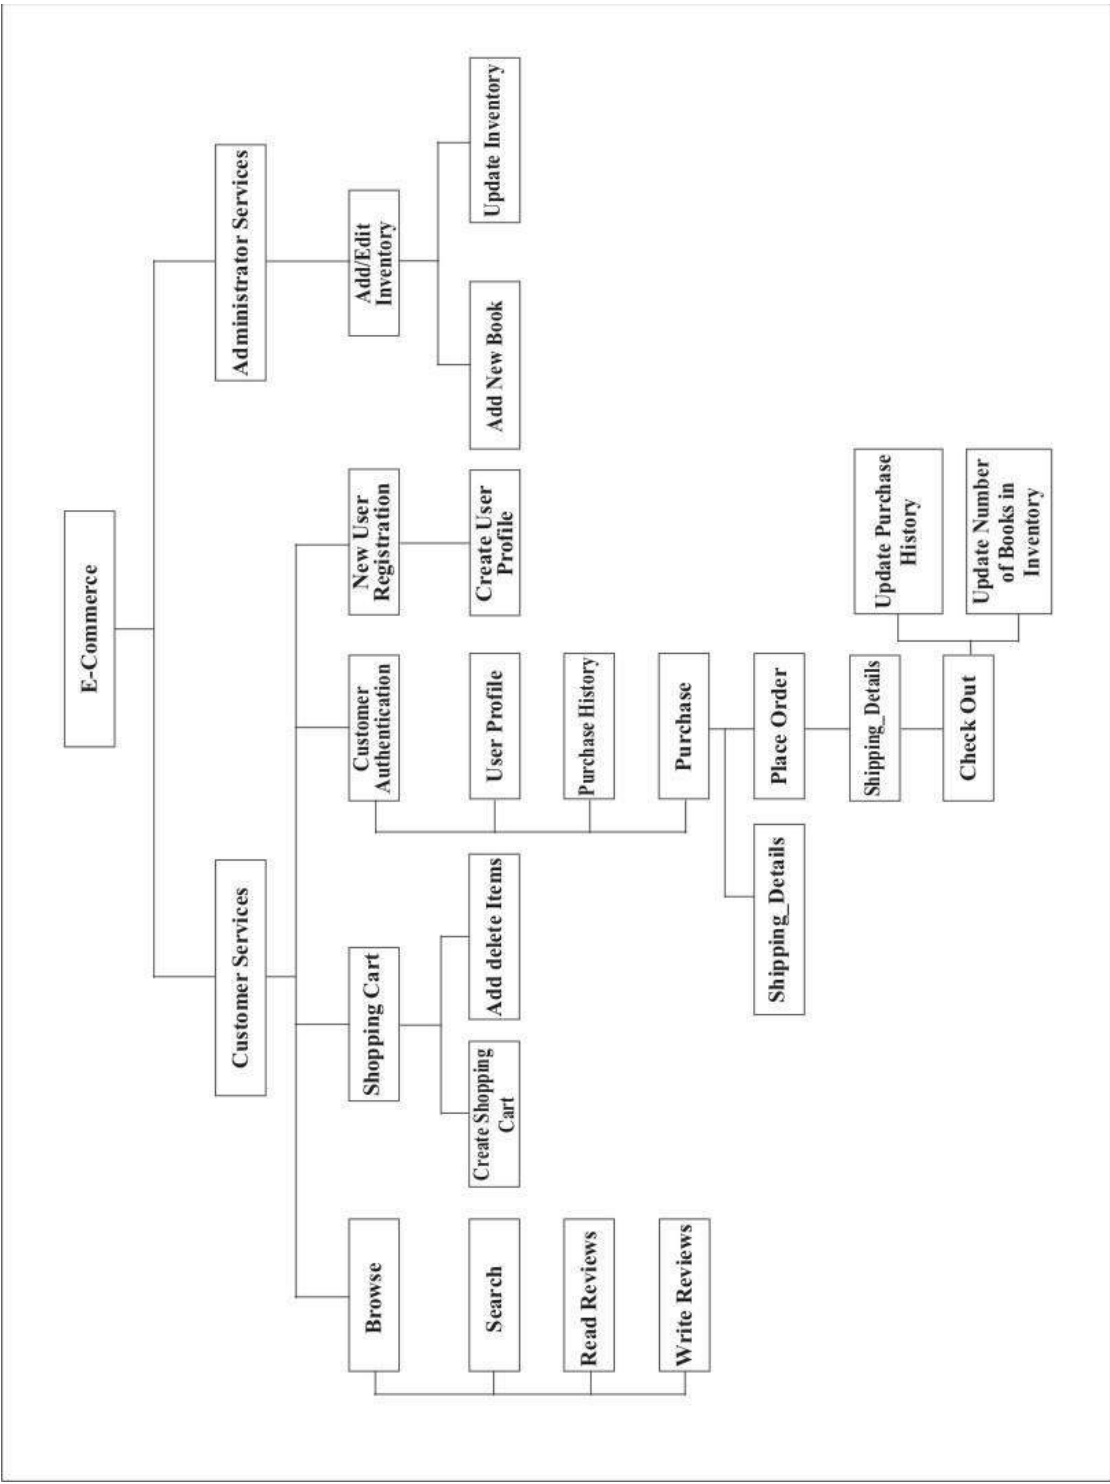 E-Commerce
Customer Services
Administrator Services
Browse
Shopping Cart
Customer
Authentication
New User
Registration
Add/Edit
Inventory
Search
Create Shopping
Cart
Add delete Items
User Profile
Create User
Profile
Add New Book
Update Inventory
Read Reviews
Purchase History
Write Reviews
Purchase
Shipping_Details
Place Order
Shipping_Details
Update Purchase
History
Check Out
Update Number
of Books in
Inventory